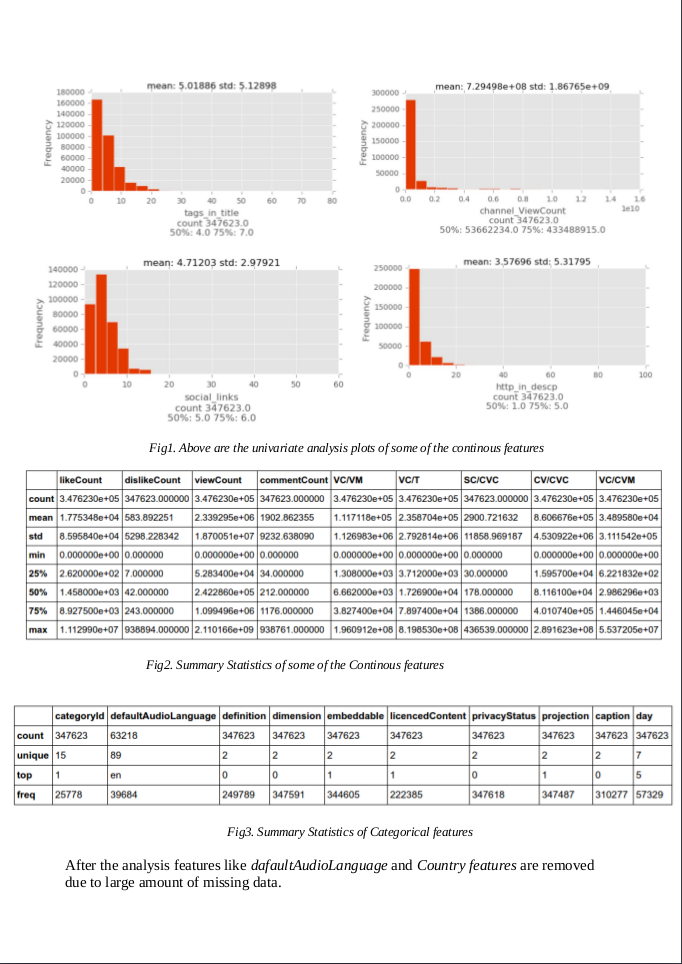 mean: 5.01886 std: 5.12898
180000
160000
140000
120000
100000
80000
60000
40000
20000
0
Frequency
0 10 20 30 40 50 60 70 80
tags_in_title
count 347623.0
50%: 4.0 75%: 7.0
mean: 7.29498e+08 std: 1.86765e+09
300000
250000
200000
150000
100000
50000
0
Frequency
0.0 0.2 0.4 0.6 0.8 1.0 1.2 1.4 1.6
1e10
channel_ViewCount
count 347623.0
50%: 53662234.0 75%: 433488915.0
mean: 4.71203 std: 2.97921
140000
120000
100000
80000
60000
40000
20000
0
Frequency
0 10 20 30 40 50 60
social_links
count 347623.0
50%: 5.0 75%: 6.0
mean: 3.57696 std: 5.31795
250000
200000
150000
100000
50000
0
Frequency
0 20 40 60 80 100
http_in_descp
count 347623.0
50%: 1.0 75%: 5.0
Fig1. Above are the univariate analysis plots of some of the continous features
likeCount dislikeCount viewCount commentCount VC/VM VC/T SC/CVC CV/CVC VC/CVM
count 3.476230e+05 347623.000000 3.476230e+05 347623.000000 3.476230e+05 3.476230e+05 347623.000000 3.476230e+05 3.476230e+05
mean 1.775348e+04 583.892251 2.339295e+06 1902.862355 1.117118e+05 2.358704e+05 2900.721632 8.606676e+05 3.489580e+04
std 8.595840e+04 5298.228342 1.870051e+07 9232.638090 1.126983e+06 2.792814e+06 11858.969187 4.530922e+06 3.111542e+05
min 0.000000e+00 0.000000 0.000000e+00 0.000000 0.000000e+00 0.000000e+00 0.000000 0.000000e+00 0.000000e+00
25% 2.620000e+02 7.000000 5.283400e+04 34.000000 1.308000e+03 3.712000e+03 30.000000 1.595700e+04 6.221832e+02
50% 1.458000e+03 42.000000 2.422860e+05 212.000000 6.662000e+03 1.726900e+04 178.000000 8.116100e+04 2.986296e+03
75% 8.927500e+03 243.000000 1.099496e+06 1176.000000 3.827400e+04 7.897400e+04 1386.000000 4.010740e+05 1.446045e+04
max 1.112990e+07 938894.000000 2.110166e+09 938761.000000 1.960912e+08 8.198530e+08 436539.000000 2.891623e+08 5.537205e+07
Fig2. Summary Statistics of some of the Continous features
categoryId defaultAudioLanguage definition dimension embeddable licencedContent privacyStatus projection caption day
count 347623 63218 347623 347623 347623 347623 347623 347623 347623 347623
unique 15 89 2 2 2 2 2 2 2 7
top 1 en 0 0 1 1 0 1 0 5
freq 25778 39684 249789 347591 344605 222385 347618 347487 310277 57329
Fig3. Summary Statistics of Categorical features
After the analysis features like dafaultAudioLanguage and Country features are removed
due to large amount of missing data.